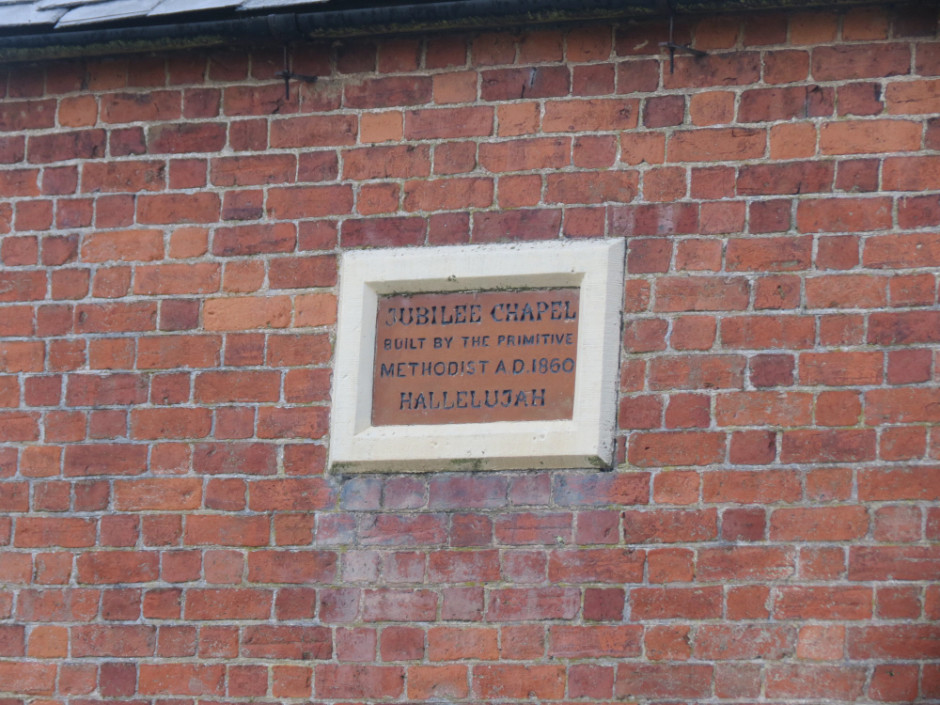 JUBILEE CHAPEL
BUILT BY THE PRIMITIVE
METHODIST A.D. 1860
HALLELUJAH